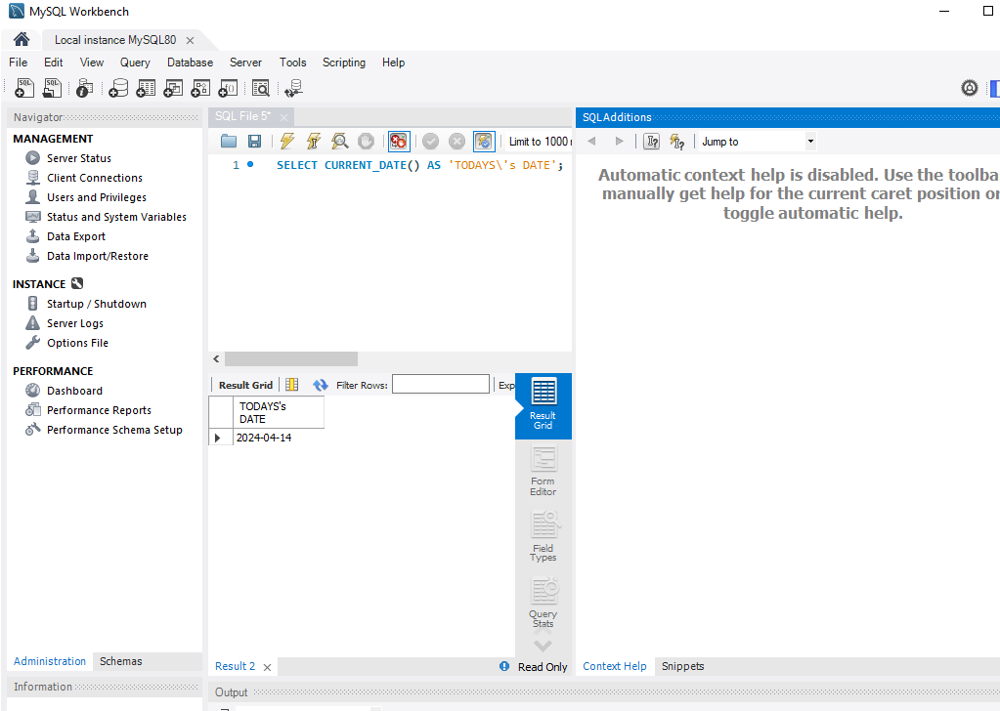 MySQL Workbench
Local instance MySQL80
File Edit View Query Database Server Tools Scripting Help
Navigator
MANAGEMENT
Server Status
Client Connections
Users and Privileges
Status and System Variables
Data Export
Data Import/Restore
INSTANCE
Startup / Shutdown
Server Logs
Options File
PERFORMANCE
Dashboard
Performance Reports
Performance Schema Setup
Administration Schemas
Information
SQL File 5*
Limit to 1000 r
1 SELECT CURRENT_DATE() AS 'TODAYS\'s DATE';
Result Grid Filter Rows: Exp
TODAYS's
DATE
2024-04-14
Result
Grid
Form
Editor
Field
Types
Query
Stats
Result 2 Read Only
Output
SQLAdditions
Jump to
Automatic context help is disabled. Use the toolba
manually get help for the current caret position or
toggle automatic help.
Context Help Snippets